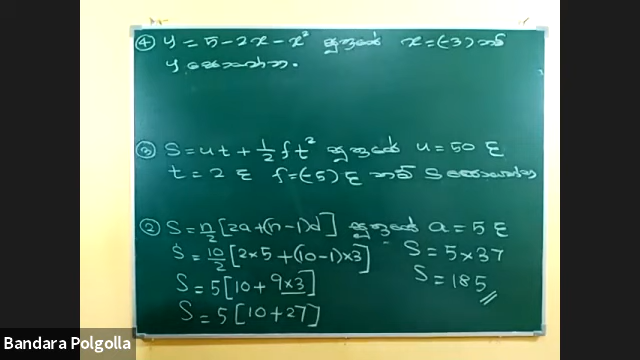 ④ y = 5 - 2x - x² සූත්‍රයේ x = (-3) නම්
y සොයන්න.
③ S = ut + 1/2 ft² සූත්‍රයේ u = 50 ද
t = 2 ද f = (-5) ද නම් S සොයන්න
② S = n/2 [2a + (n-1)d] සූත්‍රයේ a = 5 ද
S = 10/2 [2×5 + (10-1)×3]
S = 5[10 + 9×3]
S = 5[10+27]
S = 5×37
S = 185
Bandara Polgolla